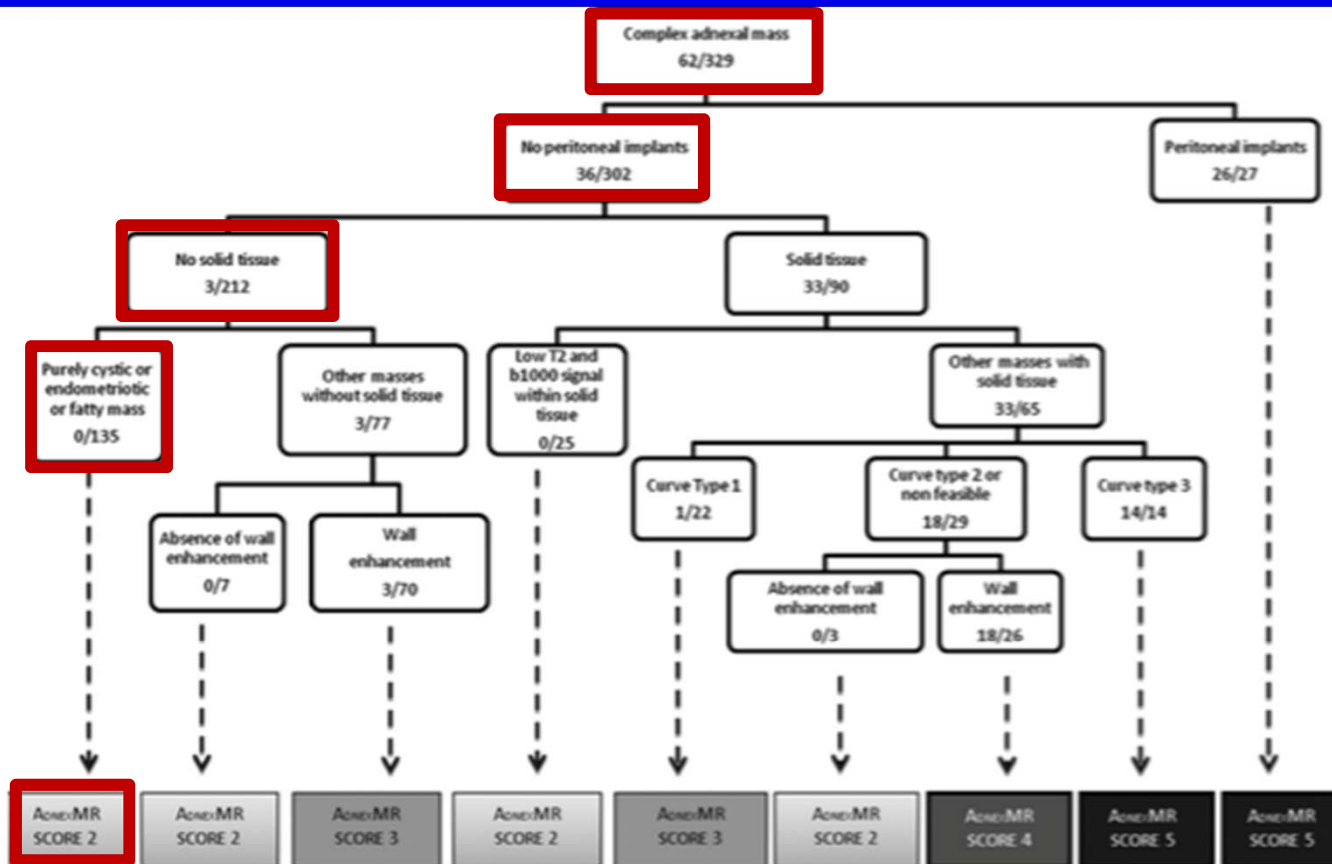 Complex adnexal mass
62/329
No peritoneal implants
36/302
Peritoneal implants
26/27
No solid tissue
3/212
Solid tissue
33/90
Purely cystic or
endometriotic
or fatty mass
0/135
Other masses
without solid tissue
3/77
Low T2 and
b1000 signal
within solid
tissue
0/25
Other masses with
solid tissue
33/65
Absence of wall
enhancement
0/7
Wall
enhancement
3/70
Curve Type 1
1/22
Curve type 2 or
non feasible
18/29
Curve type 3
14/14
Absence of wall
enhancement
0/3
Wall
enhancement
18/26
ADNEXMR
SCORE 2
ADNEXMR
SCORE 2
ADNEXMR
SCORE 3
ADNEXMR
SCORE 2
ADNEXMR
SCORE 3
ADNEXMR
SCORE 2
ADNEXMR
SCORE 4
ADNEXMR
SCORE 5
ADNEXMR
SCORE 5